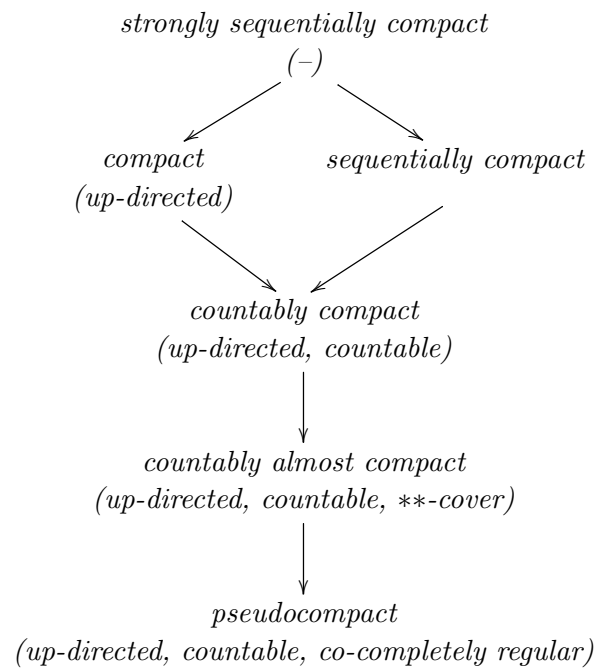 strongly sequentially compact
(–)
compact
sequentially compact
(up-directed)
countably compact
(up-directed, countable)
countably almost compact
(up-directed, countable, **-cover)
pseudocompact
(up-directed, countable, co-completely regular)